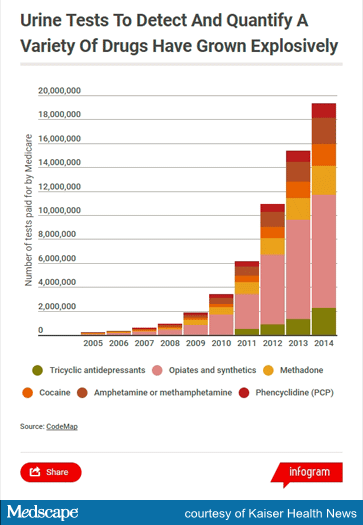 Urine Tests To Detect And Quantify A
Variety Of Drugs Have Grown Explosively
Number of tests paid for by Medicare
20,000,000
18,000,000
16,000,000
14,000,000
12,000,000
10,000,000
8,000,000
6,000,000
4,000,000
2,000,000
0
2005 2006 2007 2008 2009 2010 2011 2012 2013 2014
Tricyclic antidepressants Opiates and synthetics Methadone
Cocaine Amphetamine or methamphetamine Phencyclidine (PCP)
Source: CodeMap
Share
infogram
Medscape courtesy of Kaiser Health News